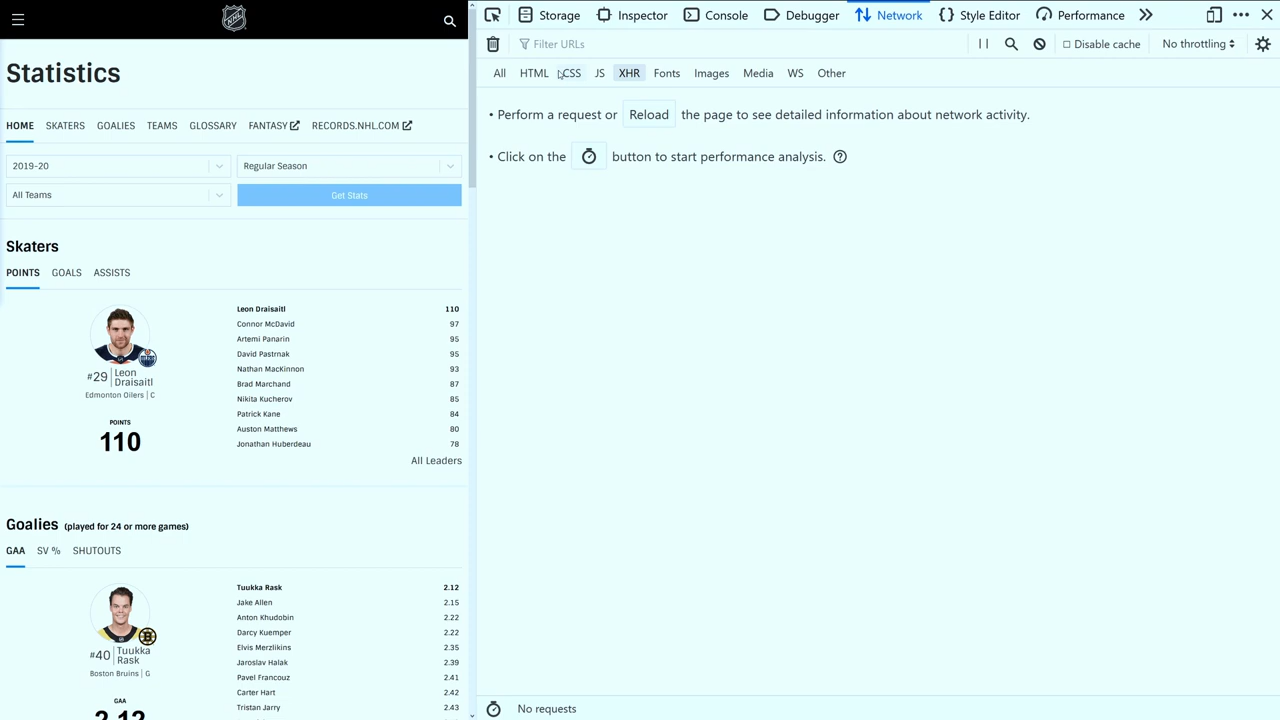 NHL
Statistics
HOME SKATERS GOALIES TEAMS GLOSSARY FANTASY RECORDS.NHL.COM
2019-20 Regular Season
All Teams Get Stats
Skaters
POINTS GOALS ASSISTS
#29 Leon Draisaitl
Edmonton Oilers | C
POINTS
110
Leon Draisaitl 110
Connor McDavid 97
Artemi Panarin 95
David Pastrnak 95
Nathan MacKinnon 93
Brad Marchand 87
Nikita Kucherov 85
Patrick Kane 84
Auston Matthews 80
Jonathan Huberdeau 78
All Leaders
Goalies (played for 24 or more games)
GAA SV % SHUTOUTS
#40 Tuukka Rask
Boston Bruins | G
GAA
2.12
Tuukka Rask 2.12
Jake Allen 2.15
Anton Khudobin 2.22
Darcy Kuemper 2.22
Elvis Merzlikins 2.35
Jaroslav Halak 2.39
Pavel Francouz 2.41
Carter Hart 2.42
Tristan Jarry 2.43
Storage Inspector Console Debugger Network Style Editor Performance
Filter URLs Disable cache No throttling
All HTML CSS JS XHR Fonts Images Media WS Other
• Perform a request or Reload the page to see detailed information about network activity.
• Click on the button to start performance analysis.
No requests